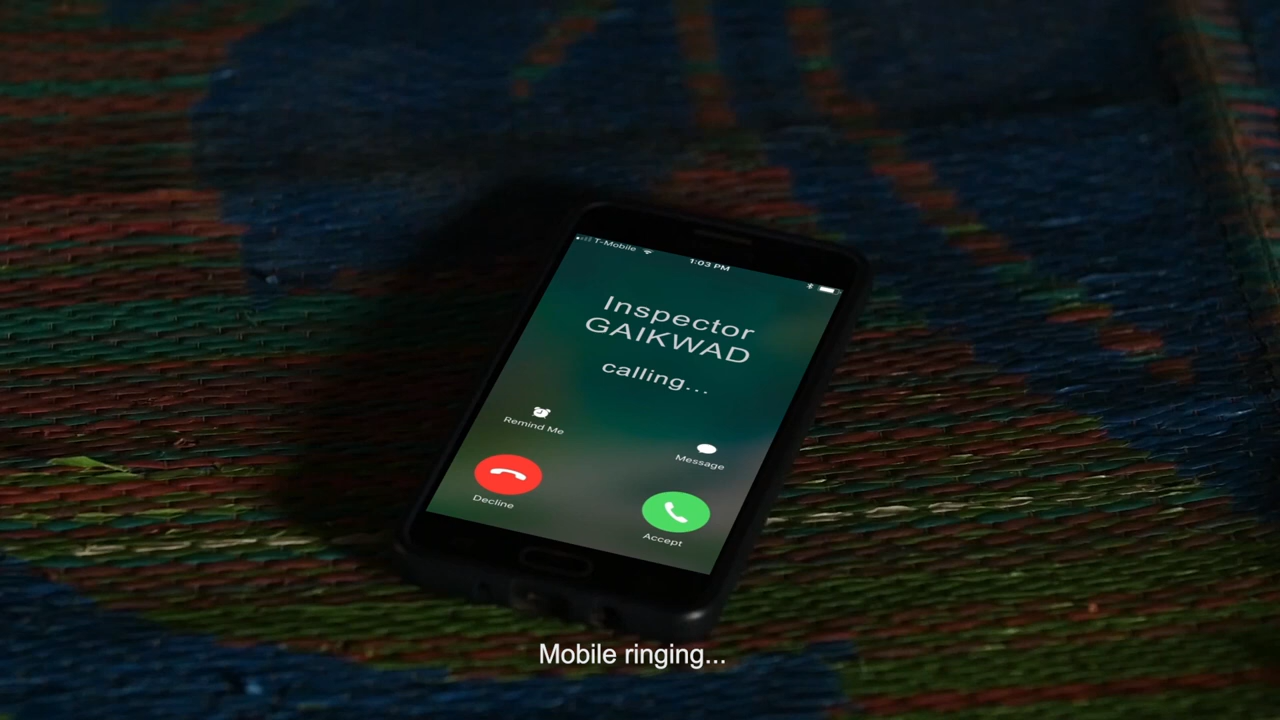 T-Mobile
1:03 PM
Inspector
GAIKWAD
calling...
Remind Me
Message
Decline
Accept
Mobile ringing...